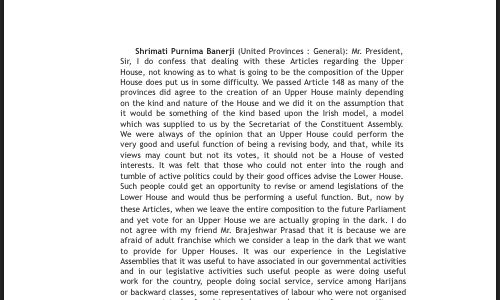 Shrimati Purnima Banerji (United Provinces : General): Mr. President,
Sir, I do confess that dealing with these Articles regarding the Upper
House, not knowing as to what is going to be the composition of the Upper
House does put us in some difficulty. We passed Article 148 as many of the
provinces did agree to the creation of an Upper House mainly depending
on the kind and nature of the House and we did it on the assumption that
it would be something of the kind based upon the Irish model, a model
which was supplied to us by the Secretariat of the Constituent Assembly.
We were always of the opinion that an Upper House could perform the
very good and useful function of being a revising body, and that, while its
views may count but not its votes, it should not be a House of vested
interests. It was felt that those who could not enter into the rough and
tumble of active politics could by their good offices advise the Lower House.
Such people could get an opportunity to revise or amend legislations of the
Lower House and would thus be performing a useful function. But, now by
these Articles, when we leave the entire composition to the future Parliament
and yet vote for an Upper House we are actually groping in the dark. I do
not agree with my friend Mr. Brajeshwar Prasad that it is because we are
afraid of adult franchise which we consider a leap in the dark that we want
to provide for Upper Houses. It was our experience in the Legislative
Assemblies that it was useful to have associated in our governmental activities
and in our legislative activities such useful people as were doing useful
work for the country, people doing social service, service among Harijans
or backward classes, some representatives of labour who were not organised